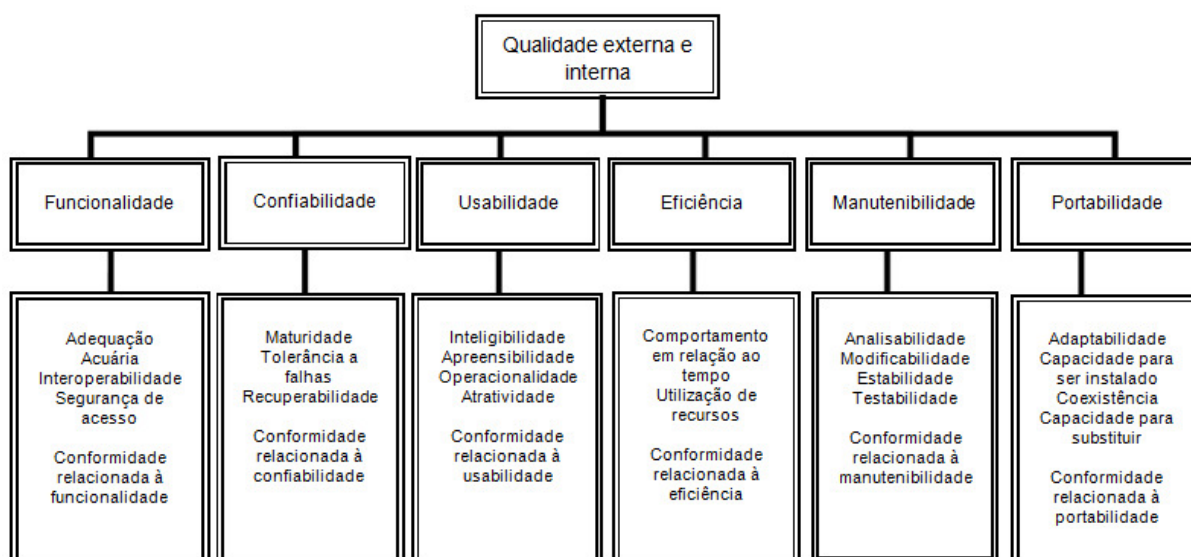 Qualidade externa e
interna
Funcionalidade
Confiabilidade
Usabilidade
Eficiência
Manutenibilidade
Portabilidade
Adequação
Acuária
Interoperabilidade
Segurança de
acesso
Conformidade
relacionada à
funcionalidade
Maturidade
Tolerância a
falhas
Recuperabilidade
Conformidade
relacionada à
confiabilidade
Inteligibilidade
Apreensibilidade
Operacionalidade
Atratividade
Conformidade
relacionada à
usabilidade
Comportamento
em relação ao
tempo
Utilização de
recursos
Conformidade
relacionada à
eficiência
Analisabilidade
Modificabilidade
Estabilidade
Testabilidade
Conformidade
relacionada à
manutenibilidade
Adaptabilidade
Capacidade para
ser instalado
Coexistência
Capacidade para
substituir
Conformidade
relacionada à
portabilidade